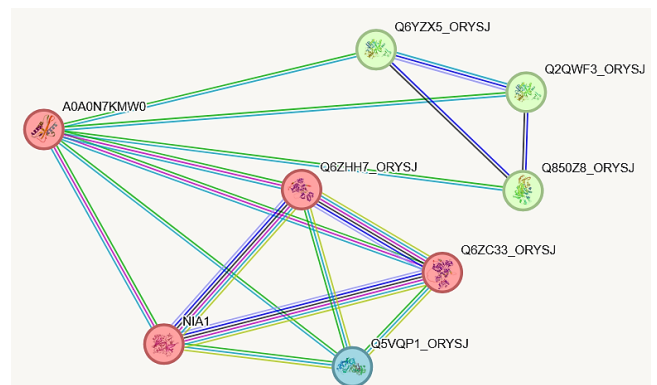 Q6YZX5_ORYSJ
Q2QWF3_ORYSJ
A0A0N7KMW0
Q6ZHH7_ORYSJ
Q850Z8_ORYSJ
Q6ZC33_ORYSJ
NIA1
Q5VQP1_ORYSJ